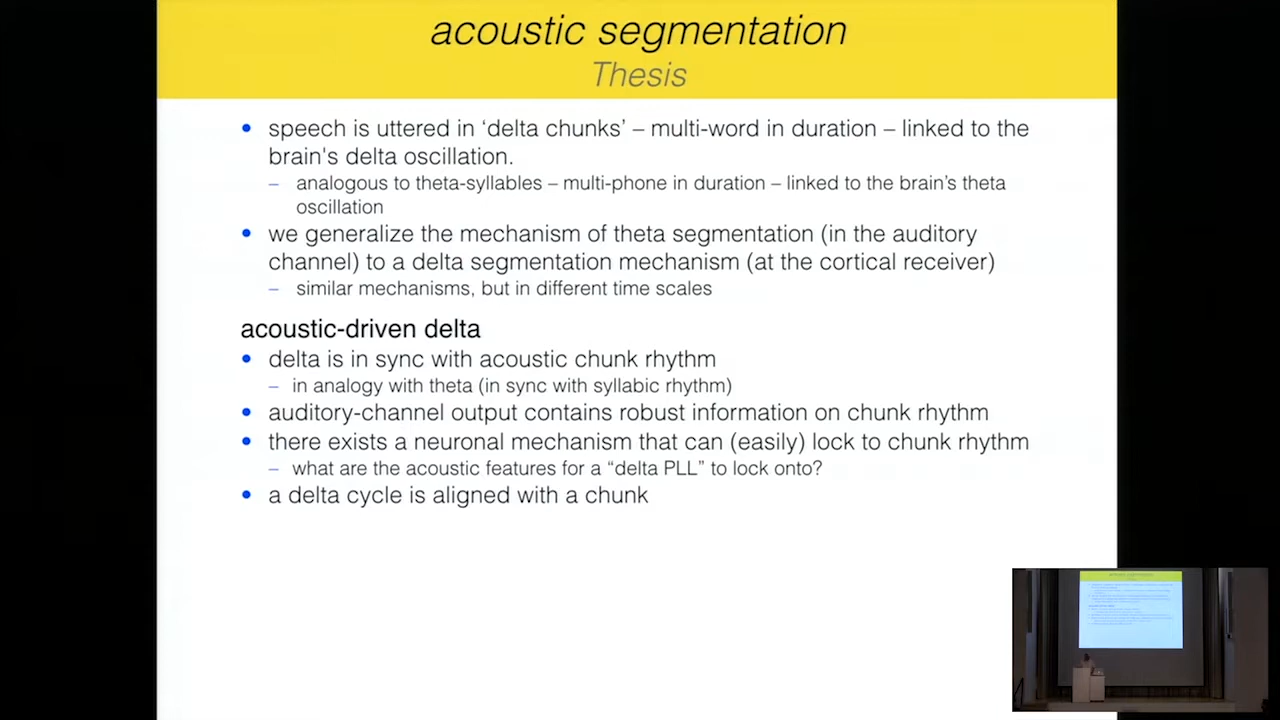 acoustic segmentation
Thesis
• speech is uttered in ‘delta chunks’ – multi-word in duration – linked to the
brain's delta oscillation.
– analogous to theta-syllables – multi-phone in duration – linked to the brain’s theta
oscillation
• we generalize the mechanism of theta segmentation (in the auditory
channel) to a delta segmentation mechanism (at the cortical receiver)
– similar mechanisms, but in different time scales
acoustic-driven delta
• delta is in sync with acoustic chunk rhythm
– in analogy with theta (in sync with syllabic rhythm)
• auditory-channel output contains robust information on chunk rhythm
• there exists a neuronal mechanism that can (easily) lock to chunk rhythm
– what are the acoustic features for a “delta PLL” to lock onto?
• a delta cycle is aligned with a chunk